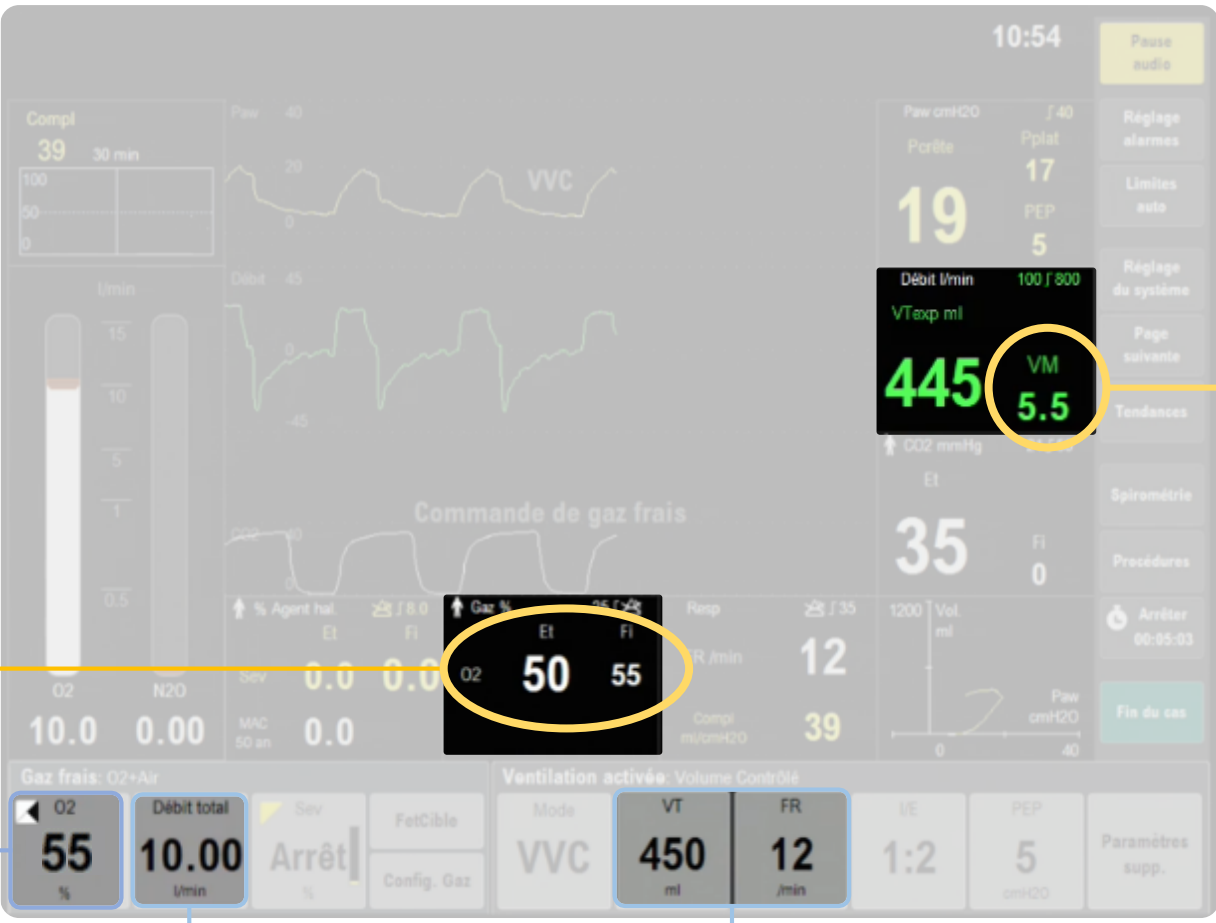 10:54
Pause
audio
Compl
39 30 min
100
50
0
Paw 40
20
0
VVC
Paw cmH2O 40
Pcrête Pplat
19 17
PEP
5
Réglage
alarmes
Limites
auto
Réglage
du système
Page
suivante
Tendances
Spirométrie
Procédures
Arrêter
00:05:03
Fin du cas
l/min
15
10
5
1
0.5
O2 N2O
10.0 0.00
Débit 45
0
-45
Débit l/min 100 800
VTexp ml
445 VM
5.5
CO2 mmHg
Et
35 Fi
0
Commande de gaz frais
CO2 40
0
% Agent hal. 8.0
Et Fi
Sev 0.0 0.0
MAC
50 an 0.0
Gaz %
Et Fi
O2 50 55
Resp 35
FR /min 12
Compl
ml/cmH2O 39
1200 Vol
ml
Paw
cmH2O
0 40
Gaz frais: O2+Air
O2
55
%
Débit total
10.00
l/min
Sev
Arrêt
%
FetCible
Config. Gaz
Ventilation activée: Volume Contrôlé
Mode
VVC
VT
450
ml
FR
12
/min
I/E
1:2
PEP
5
cmH2O
Paramètres
supp.